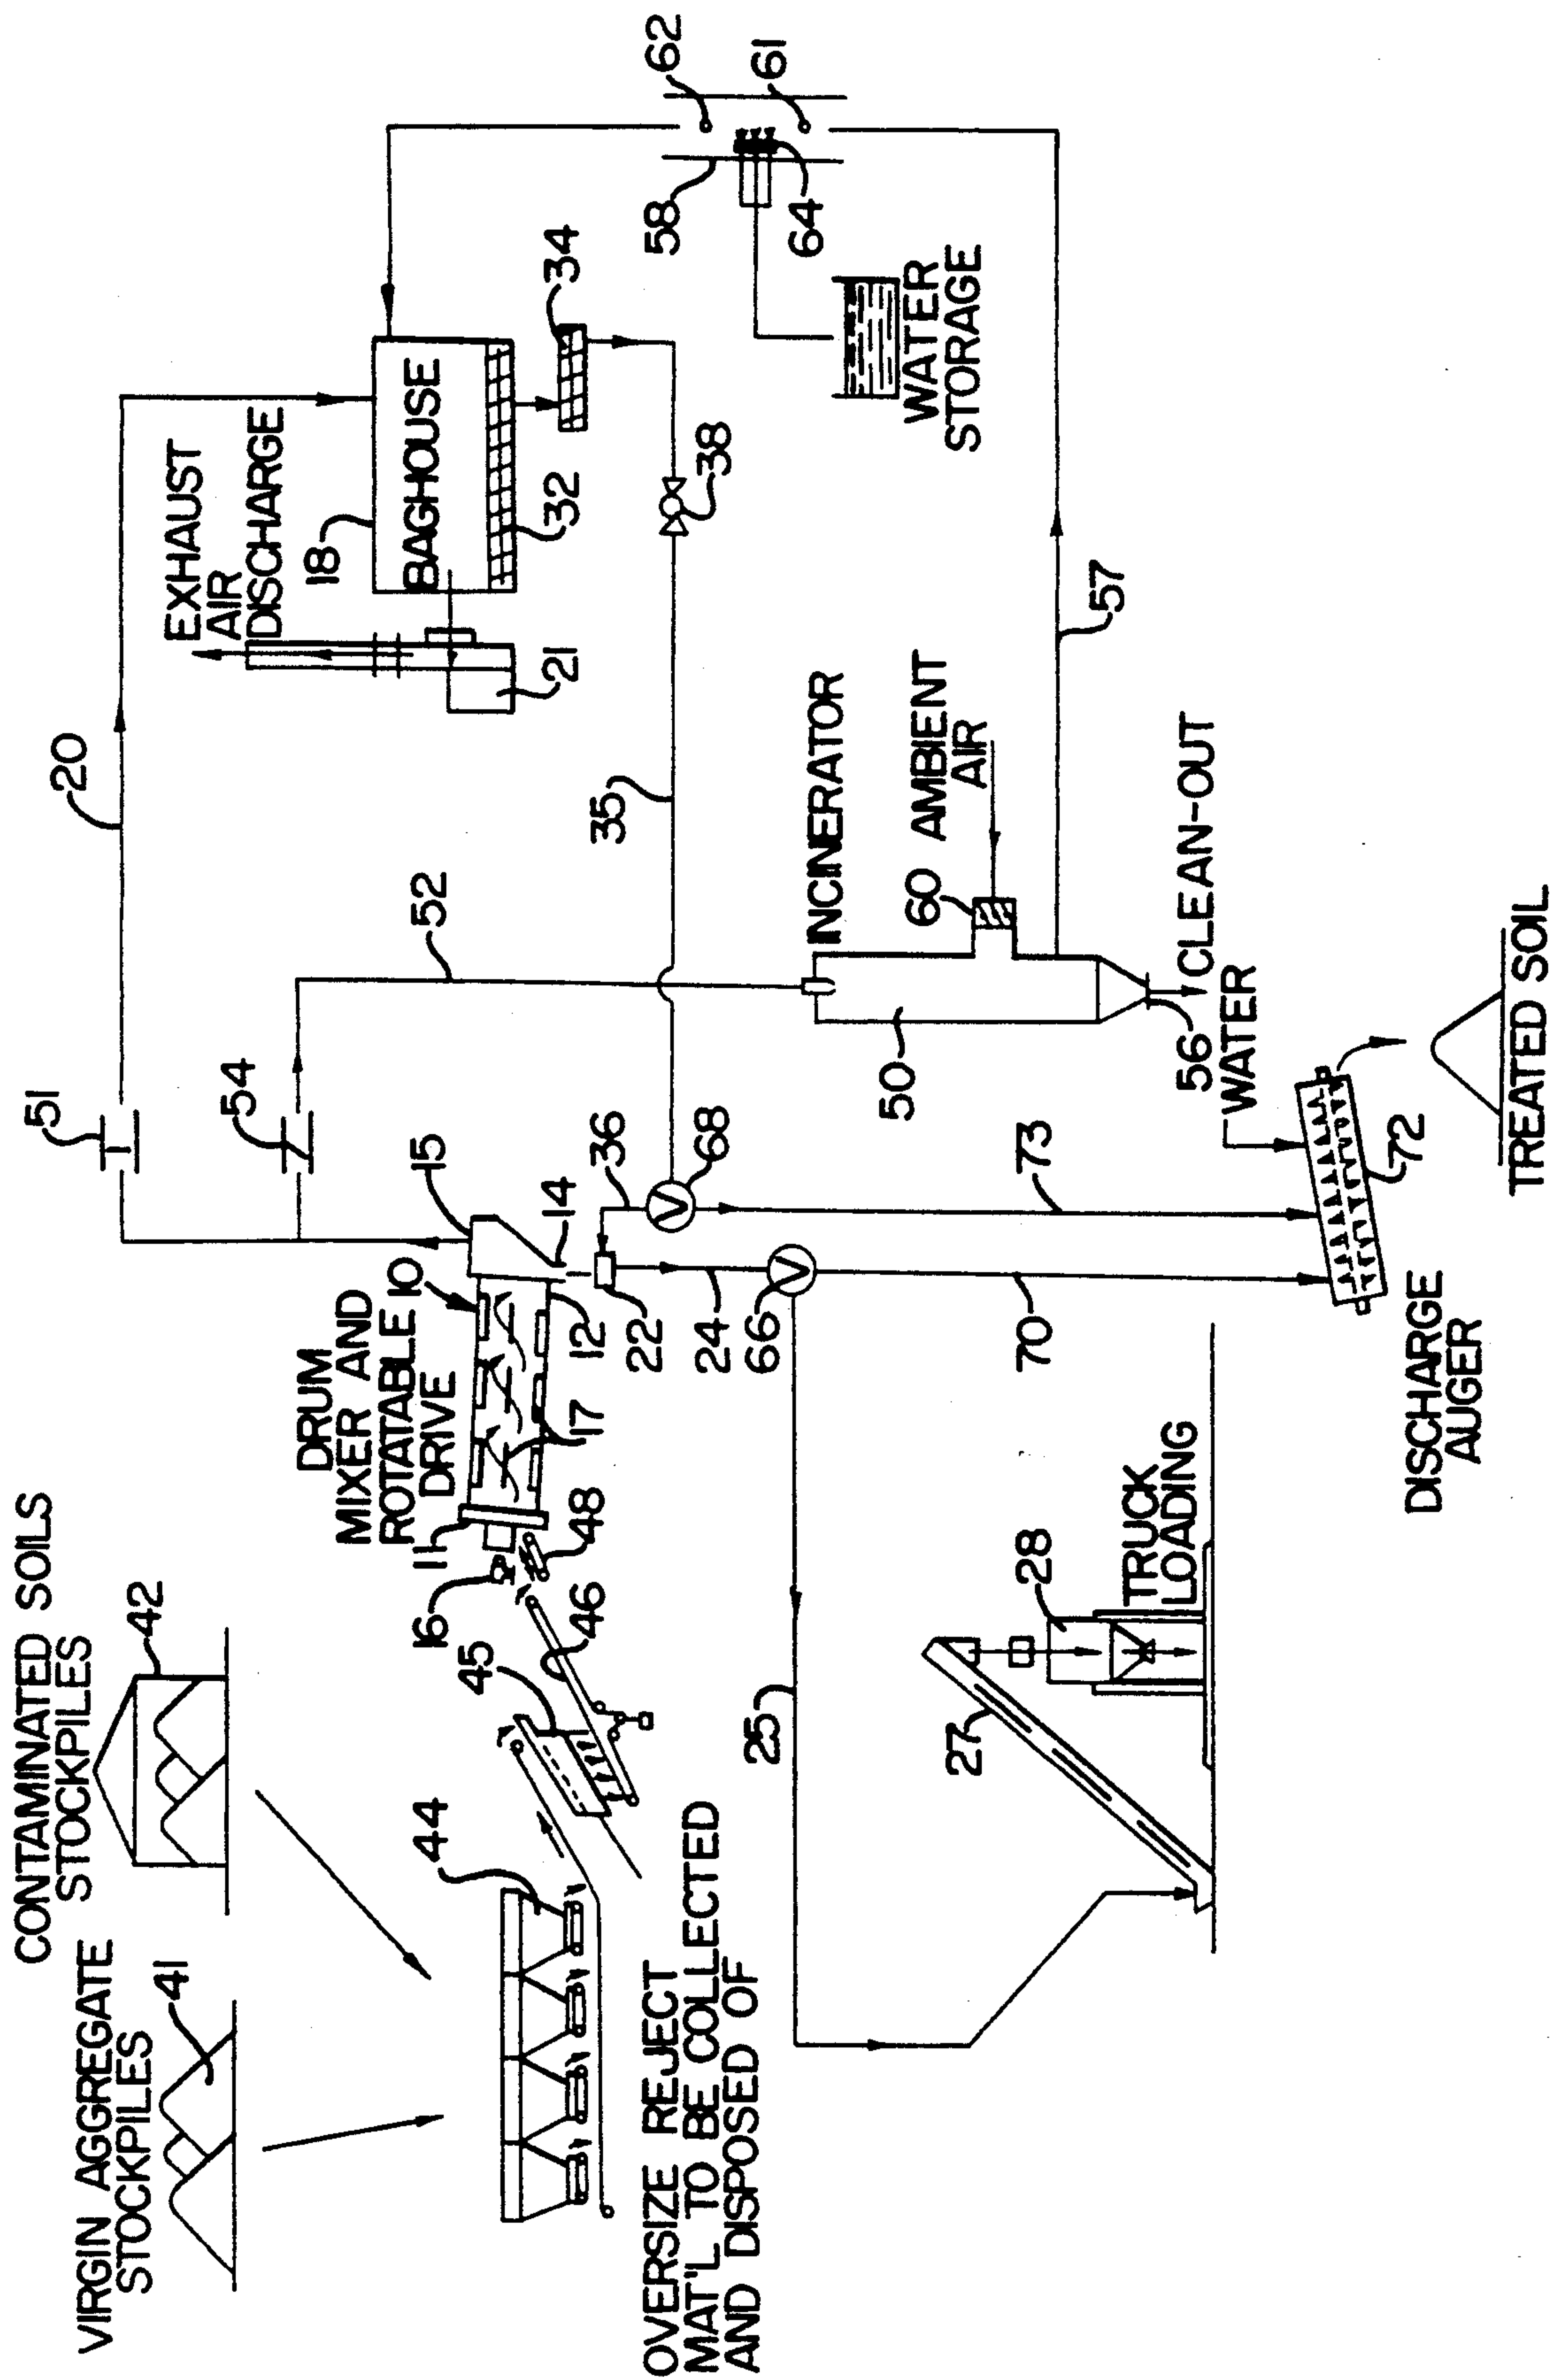 CONTAMINATED SOILS
STOCKPILES
42
VIRGIN AGGREGATE
STOCKPILES
41
44
45
46
48
16
11
DRUM
MIXER AND
ROTATABLE 10
DRIVE
17
12
14
15
51
54
20
52
EXHAUST
AIR
DISCHARGE
18
BAGHOUSE
32
34
21
38
35
62
61
58
64
WATER
STORAGE
INCINERATOR
60 AMBIENT
AIR
57
50
56
CLEAN-OUT
WATER
36
68
22
24
66
73
70
72
TREATED SOIL
DISCHARGE
AUGER
25
27
28
TRUCK
LOADING
OVERSIZE REJECT
MAT'L TO BE COLLECTED
AND DISPOSED OF